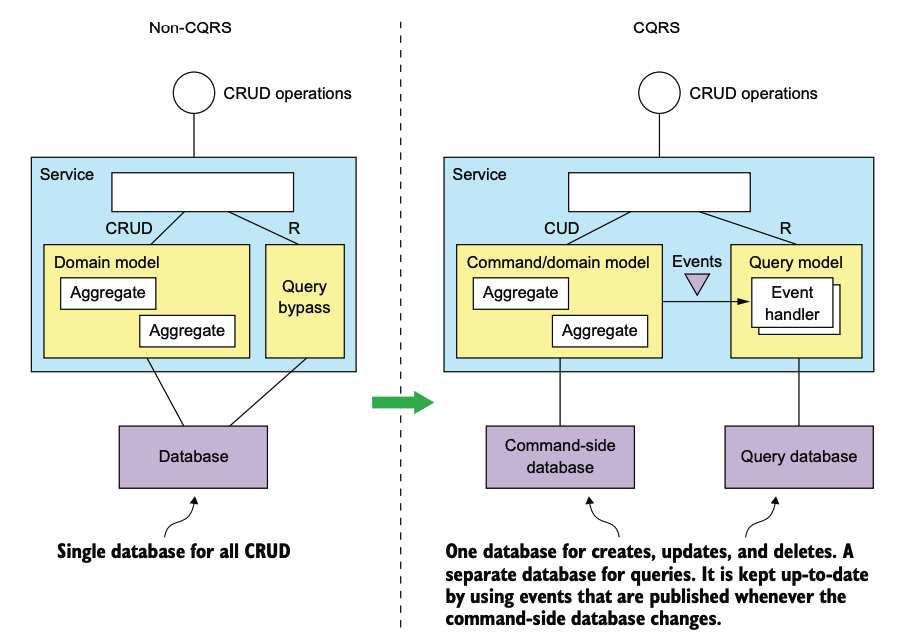 Non-CQRS
CRUD operations
Service
CRUD
R
Domain model
Aggregate
Aggregate
Query
bypass
Database
Single database for all CRUD
CQRS
CRUD operations
Service
CUD
R
Command/domain model
Aggregate
Aggregate
Events
Query model
Event
handler
Command-side
database
Query database
One database for creates, updates, and deletes. A
separate database for queries. It is kept up-to-date
by using events that are published whenever the
command-side database changes.